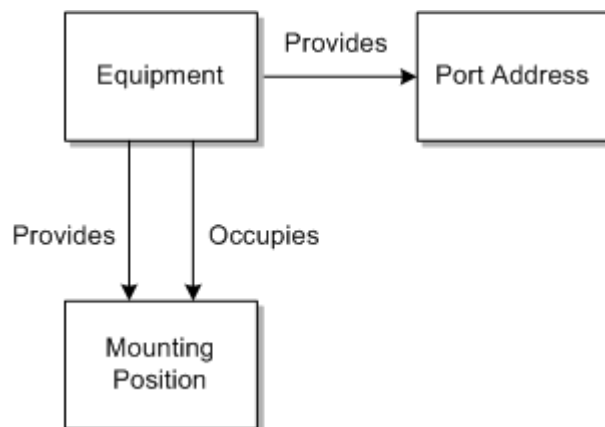 Provides
Equipment
Port Address
Provides
Occupies
Mounting
Position